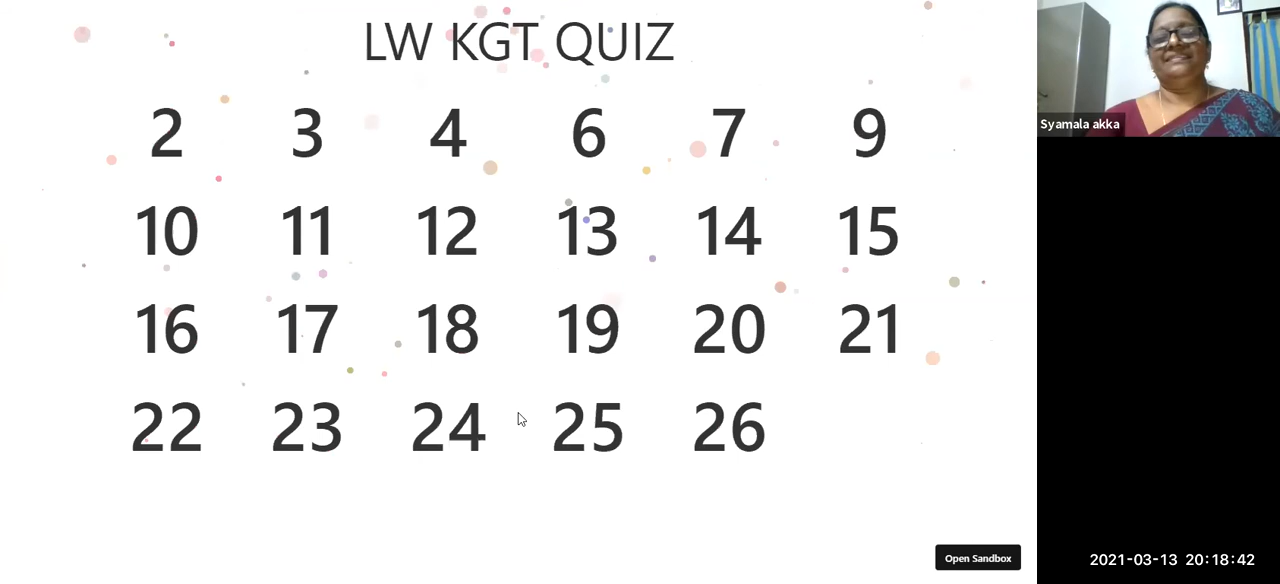 LW KGT QUIZ
2 3 4 6 7 9
10 11 12 13 14 15
16 17 18 19 20 21
22 23 24 25 26
Syamala akka
Open Sandbox
2021-03-13 20:18:42